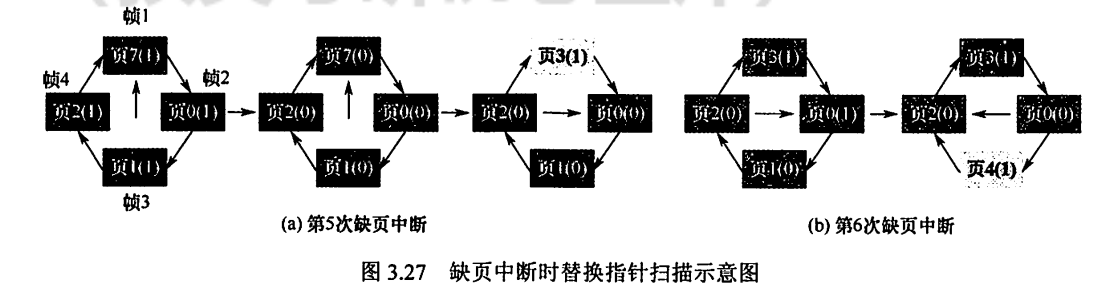 帧1
页7(1) 页7(0) 页3(1) 页3(1) 页3(1)
帧4 帧2
页2(1) 页0(1) 页2(0) 页0(0) 页2(0) 页0(0) 页2(0) 页0(1) 页2(0) 页0(0)
页1(1) 页1(0) 页1(0) 页1(0) 页4(1)
帧3
(a) 第5次缺页中断 (b) 第6次缺页中断
图 3.27 缺页中断时替换指针扫描示意图